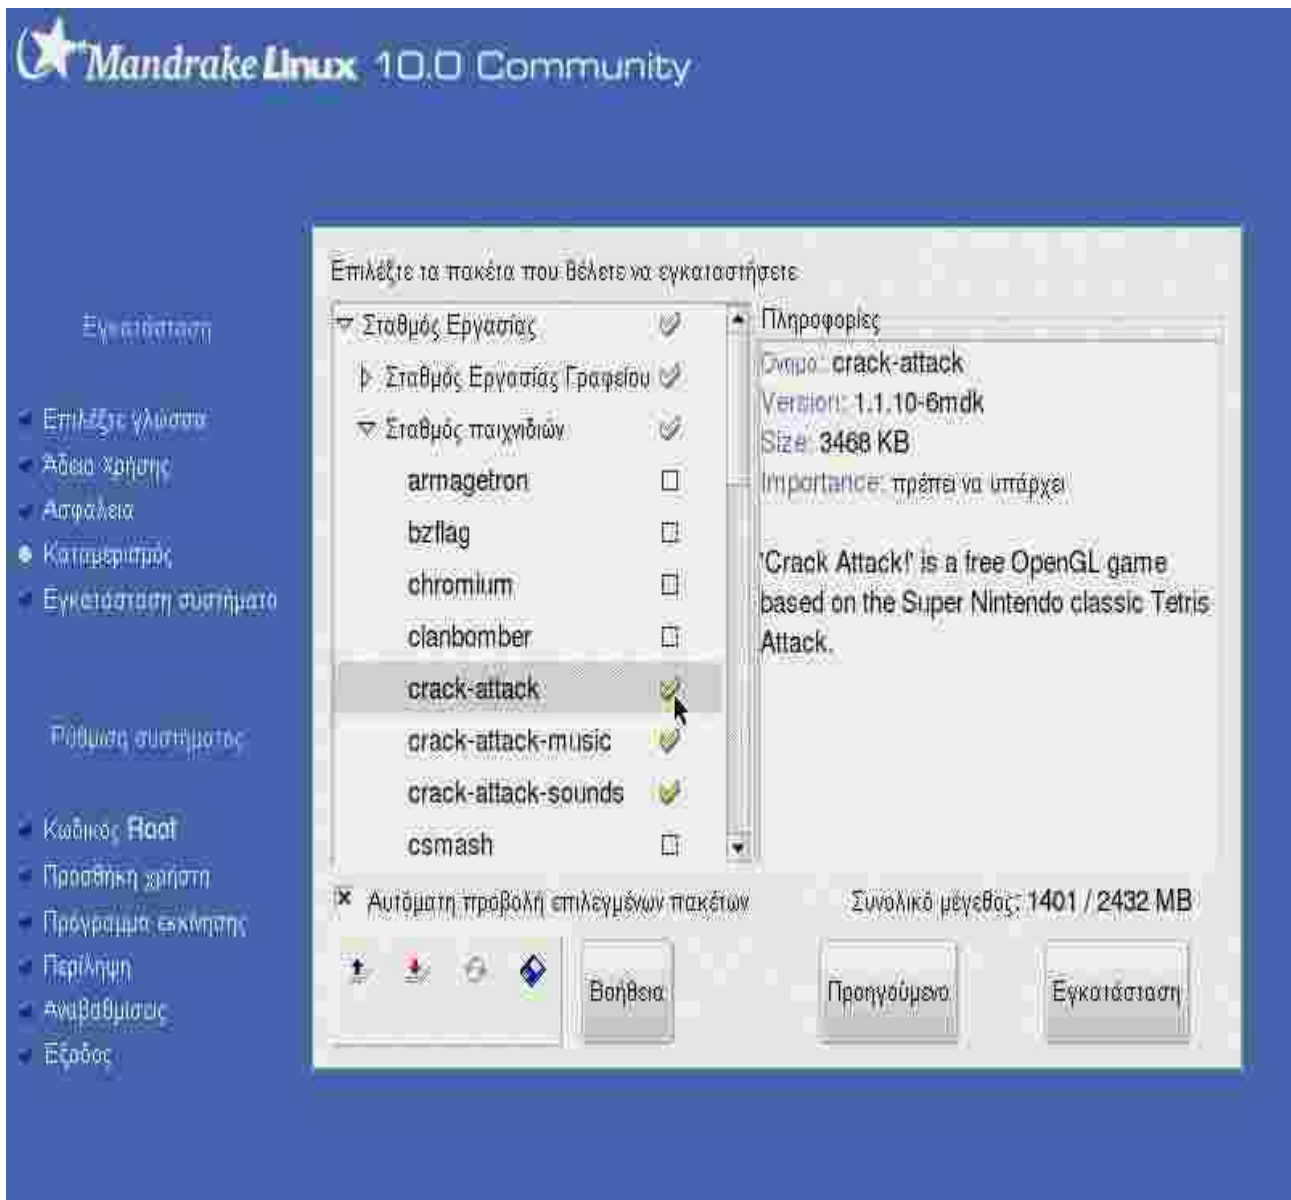 Mandrake Linux 10.0 Community
Εγκατάσταση
Επιλέξτε γλώσσα
Άδεια χρήσης
Ασφάλεια
Καταμερισμός
Εγκατάσταση συστήματο
Ρύθμιση συστήματος
Κωδικός Root
Προσθήκη χρήστη
Πρόγραμμα εκκίνησης
Περίληψη
Αναβαθμίσεις
Έξοδος
Επιλέξτε τα πακέτα που θέλετε να εγκαταστήσετε
Σταθμός Εργασίας
Σταθμός Εργασίας Γραφείου
Σταθμός παιχνιδιών
armagetron
bzflag
chromium
clanbomber
crack-attack
crack-attack-music
crack-attack-sounds
csmash
Πληροφορίες
Όνομα: crack-attack
Version: 1.1.10-6mdk
Size: 3468 KB
Importance: πρέπει να υπάρχει
'Crack Attack!' is a free OpenGL game
based on the Super Nintendo classic Tetris
Attack.
Αυτόματη προβολή επιλεγμένων πακέτων
Συνολικό μέγεθος: 1401 / 2432 MB
Βοήθεια
Προηγούμενο
Εγκατάσταση